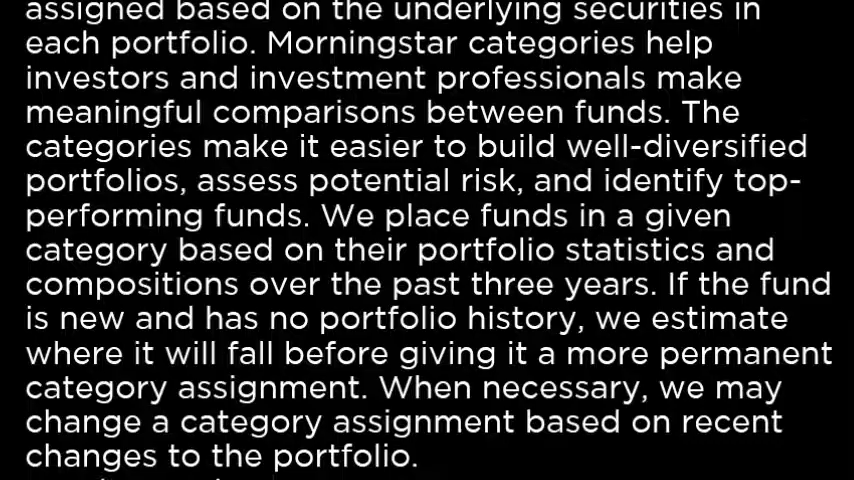 assigned based on the underlying securities in
each portfolio. Morningstar categories help
investors and investment professionals make
meaningful comparisons between funds. The
categories make it easier to build well-diversified
portfolios, assess potential risk, and identify top-
performing funds. We place funds in a given
category based on their portfolio statistics and
compositions over the past three years. If the fund
is new and has no portfolio history, we estimate
where it will fall before giving it a more permanent
category assignment. When necessary, we may
change a category assignment based on recent
changes to the portfolio.